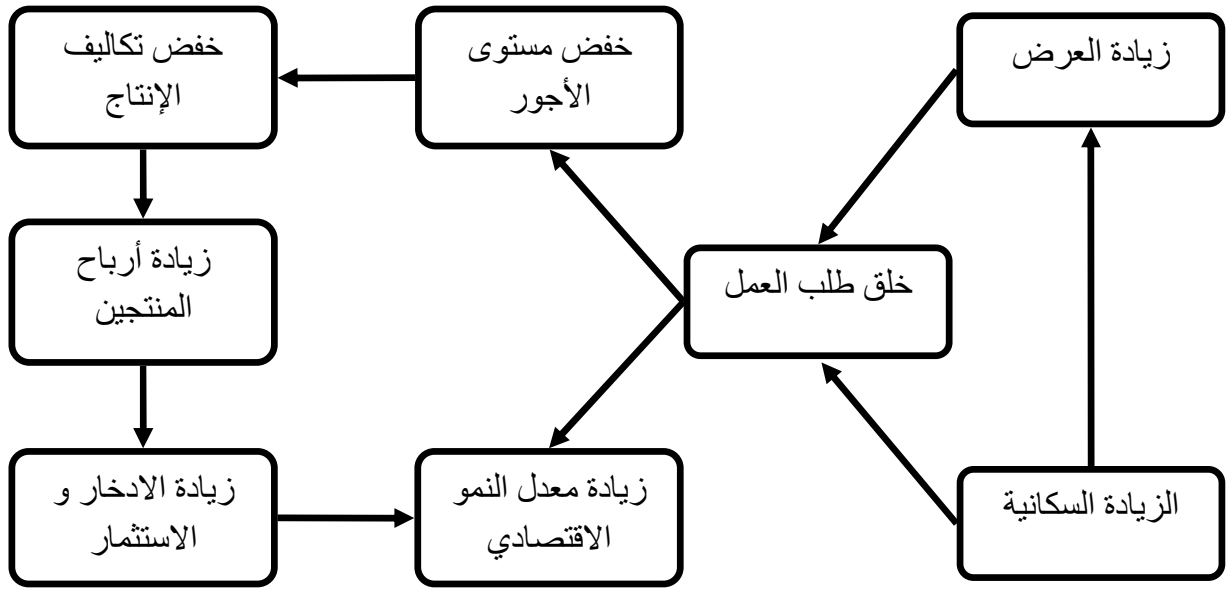 زيادة العرض
خفض مستوى
الأجور
خفض تكاليف
الإنتاج
خلق طلب العمل
زيادة أرباح
المنتجين
الزيادة السكانية
زيادة معدل النمو
الاقتصادي
زيادة الادخار و
الاستثمار